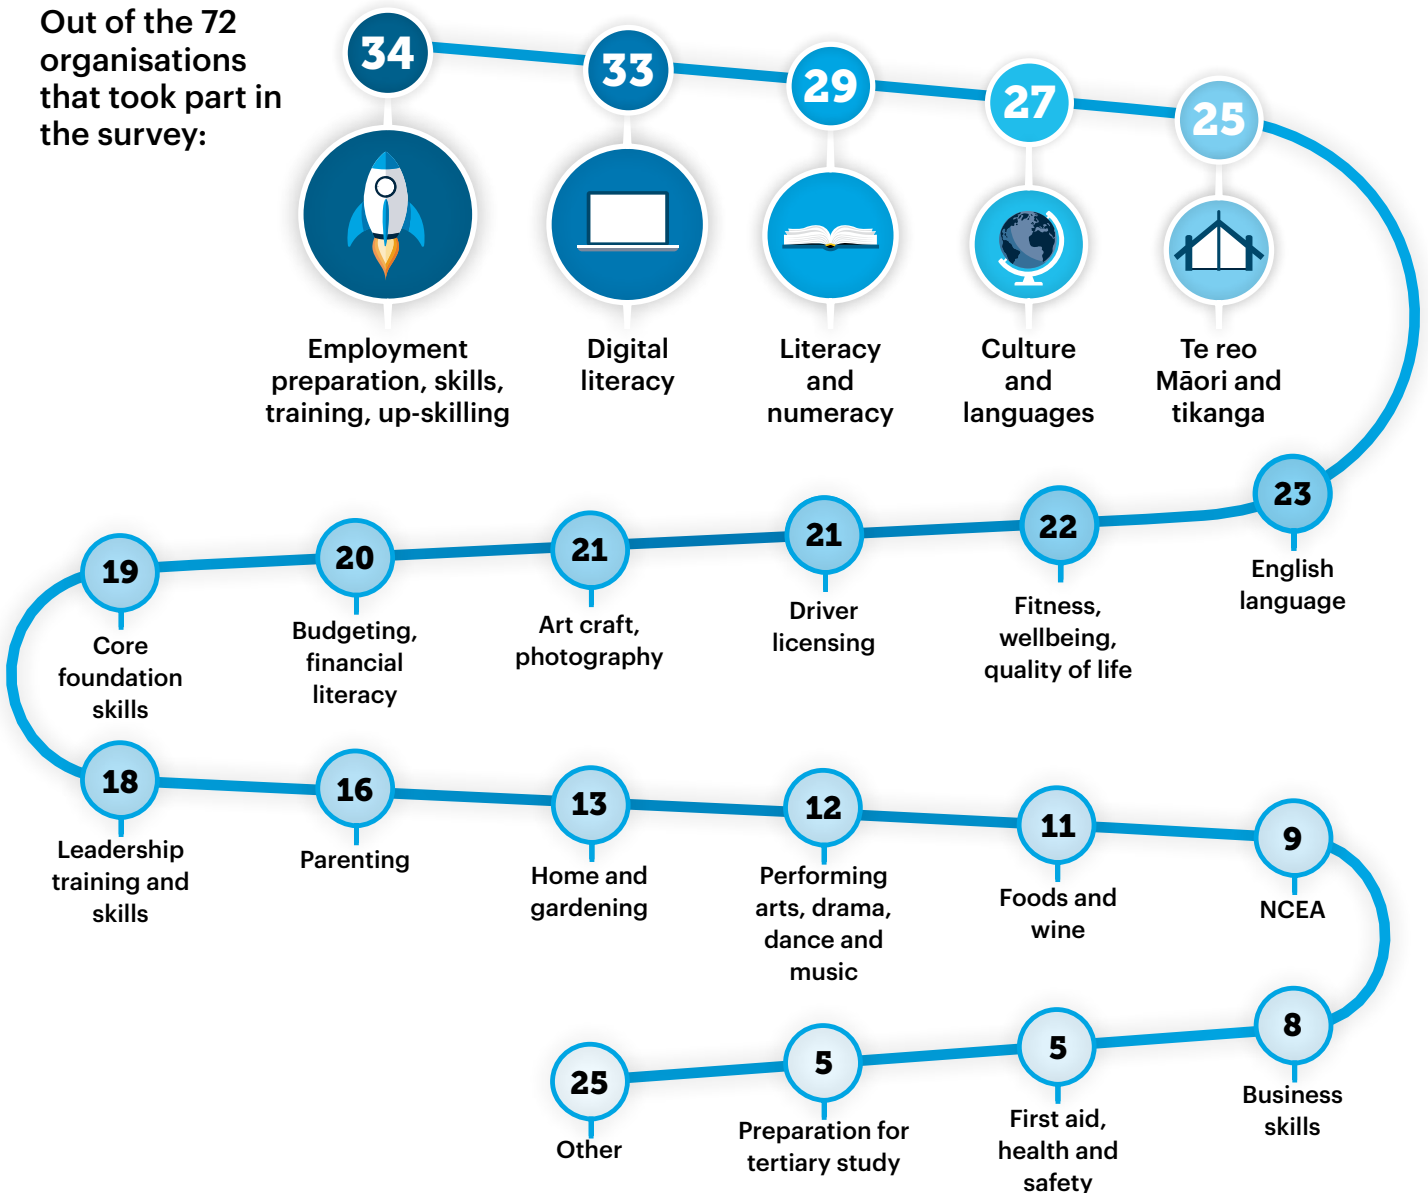 Out of the 72
organisations
that took part in
the survey:
34
Employment
preparation, skills,
training, up-skilling
33
Digital
literacy
29
Literacy
and
numeracy
27
Culture
and
languages
25
Te reo
Māori and
tikanga
23
English
language
22
Fitness,
wellbeing,
quality of life
21
Driver
licensing
21
Art craft,
photography
20
Budgeting,
financial
literacy
19
Core
foundation
skills
18
Leadership
training and
skills
16
Parenting
13
Home and
gardening
12
Performing
arts, drama,
dance and
music
11
Foods and
wine
9
NCEA
8
Business
skills
5
First aid,
health and
safety
5
Preparation for
tertiary study
25
Other